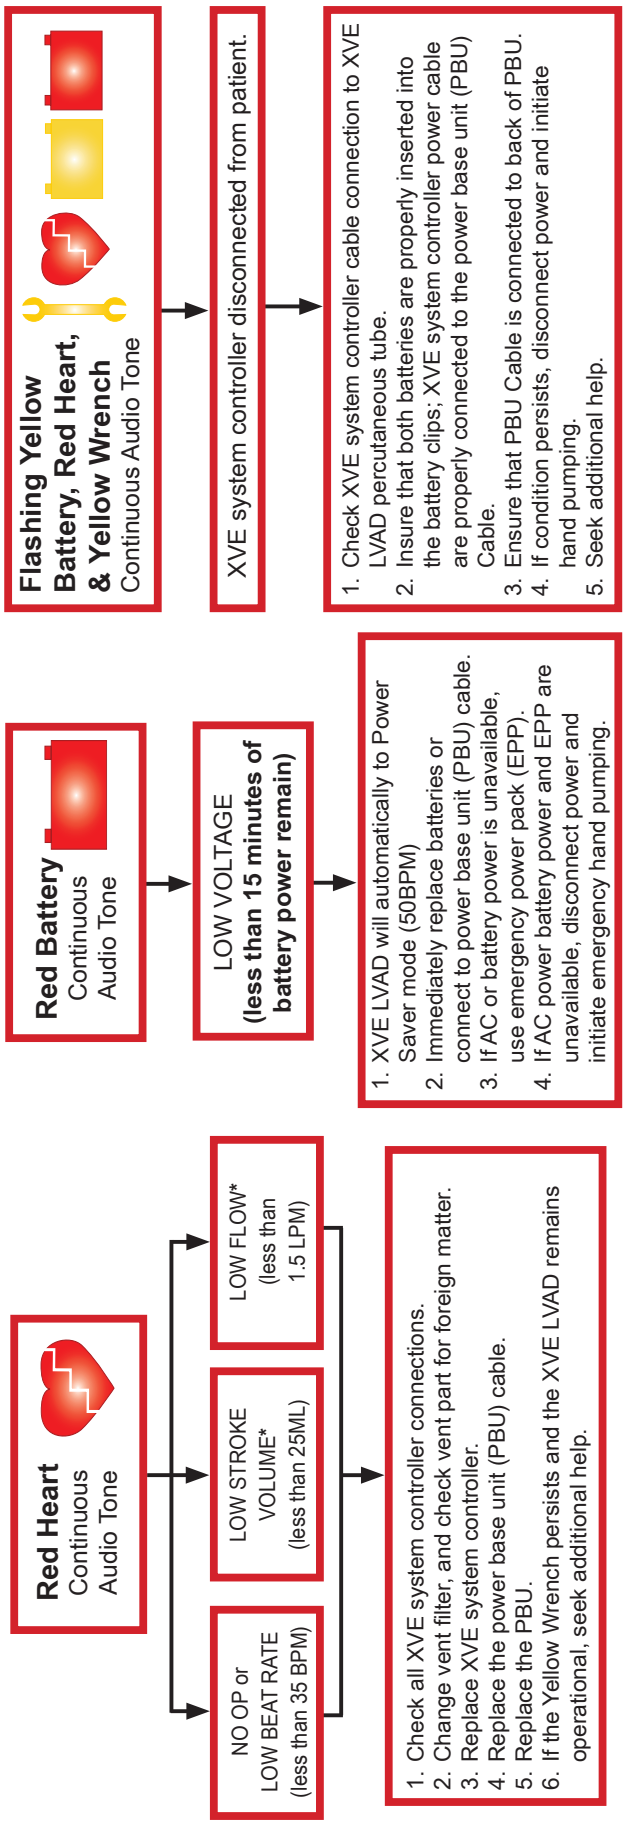 Red Heart
Continuous
Audio Tone
NO OP or
LOW BEAT RATE
(less than 35 BPM)
LOW STROKE
VOLUME*
(less than 25ML)
LOW FLOW*
(less than
1.5 LPM)
1. Check all XVE system controller connections.
2. Change vent filter, and check vent part for foreign matter.
3. Replace XVE system controller.
4. Replace the power base unit (PBU) cable.
5. Replace the PBU.
6. If the Yellow Wrench persists and the XVE LVAD remains
operational, seek additional help.
Red Battery
Continuous
Audio Tone
LOW VOLTAGE
(less than 15 minutes of
battery power remain)
1. XVE LVAD will automatically to Power
Saver mode (50BPM)
2. Immediately replace batteries or
connect to power base unit (PBU) cable.
3. If AC or battery power is unavailable,
use emergency power pack (EPP).
4. If AC power battery power and EPP are
unavailable, disconnect power and
initiate emergency hand pumping.
Flashing Yellow
Battery, Red Heart,
& Yellow Wrench
Continuous Audio Tone
XVE system controller disconnected from patient.
1. Check XVE system controller cable connection to XVE
LVAD percutaneous tube.
2. Insure that both batteries are properly inserted into
the battery clips; XVE system controller power cable
are properly connected to the power base unit (PBU)
Cable.
3. Ensure that PBU Cable is connected to back of PBU.
4. If condition persists, disconnect power and initiate
hand pumping.
5. Seek additional help.